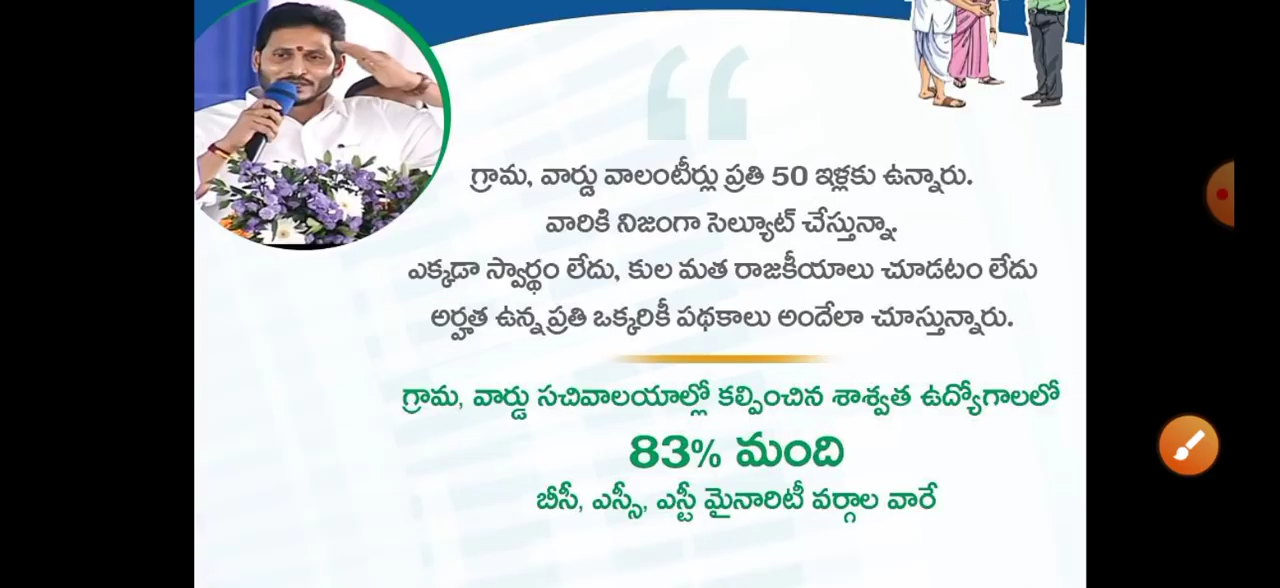 గ్రామ, వార్డు వాలంటీర్లు ప్రతి 50 ఇళ్లకు ఉన్నారు.
వారికి నిజంగా సెల్యూట్ చేస్తున్నా.
ఎక్కడా స్వార్థం లేదు, కుల మత రాజకీయాలు చూడటం లేదు
అర్హత ఉన్న ప్రతి ఒక్కరికీ పథకాలు అందేలా చూస్తున్నారు.
గ్రామ, వార్డు సచివాలయాల్లో కల్పించిన శాశ్వత ఉద్యోగాలలో
83% మంది
బీసీ, ఎస్సీ, ఎస్టీ మైనారిటీ వర్గాల వారే